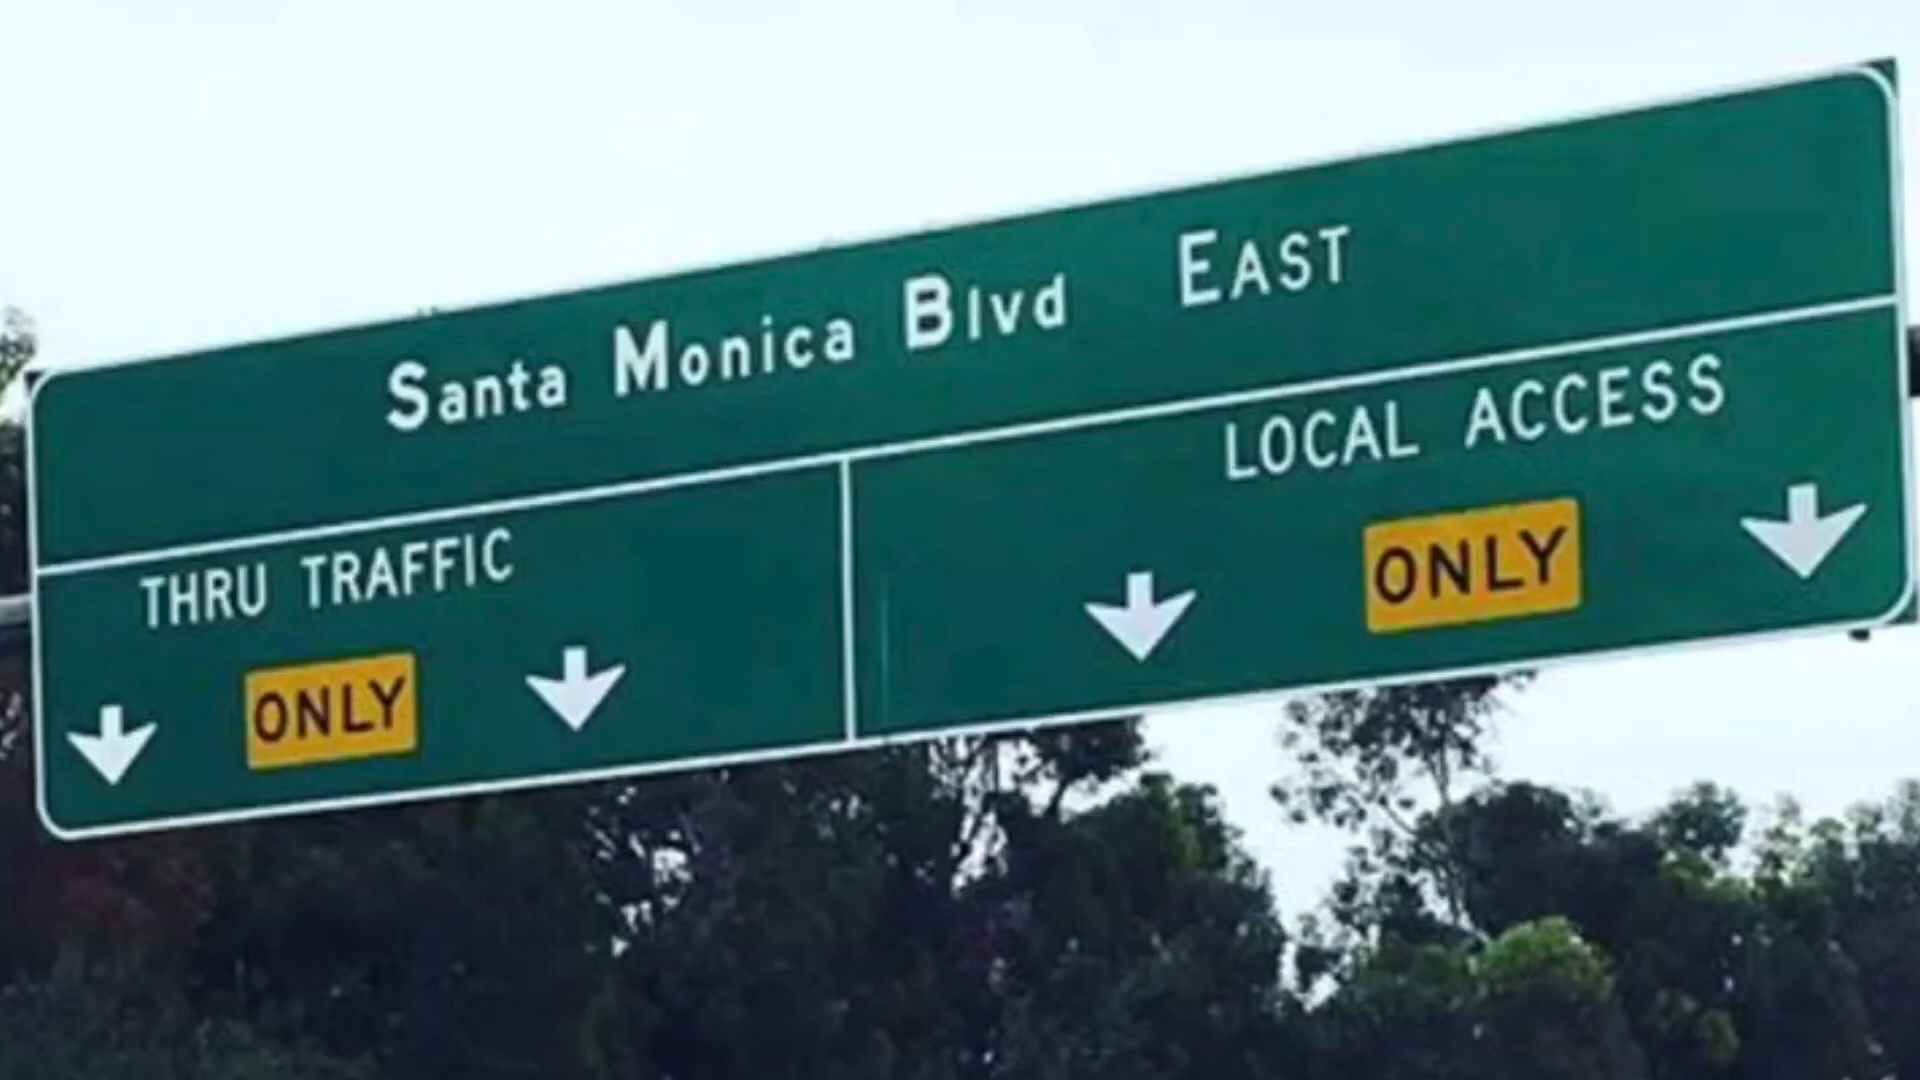 Santa Monica Blvd EAST
THRU TRAFFIC
ONLY
LOCAL ACCESS
ONLY